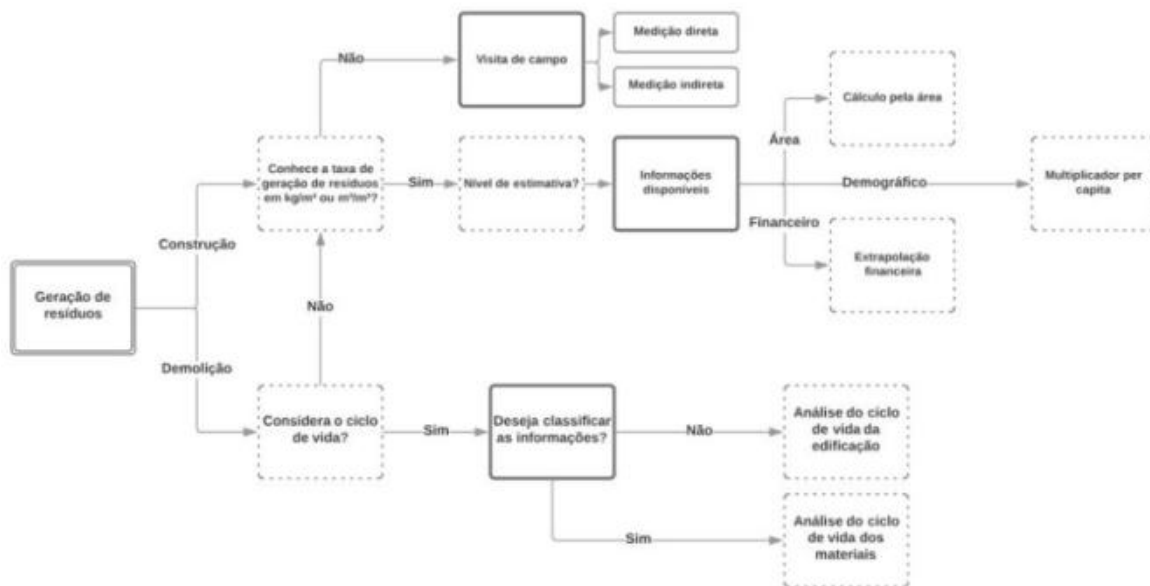 Não
Visita de campo
Medição direta
Medição indireta
Cálculo pela área
Conhece a taxa de
geração de resíduos
em kg/m² ou m³/m²?
Sim
Nível de estimativa?
Informações
disponíveis
Área
Demográfico
Financeiro
Multiplicador per
capita
Extrapolação
financeira
Construção
Geração de
resíduos
Não
Demolição
Considera o ciclo
de vida?
Sim
Deseja classificar
as informações?
Não
Análise do ciclo
de vida da
edificação
Sim
Análise do ciclo
de vida dos
materiais